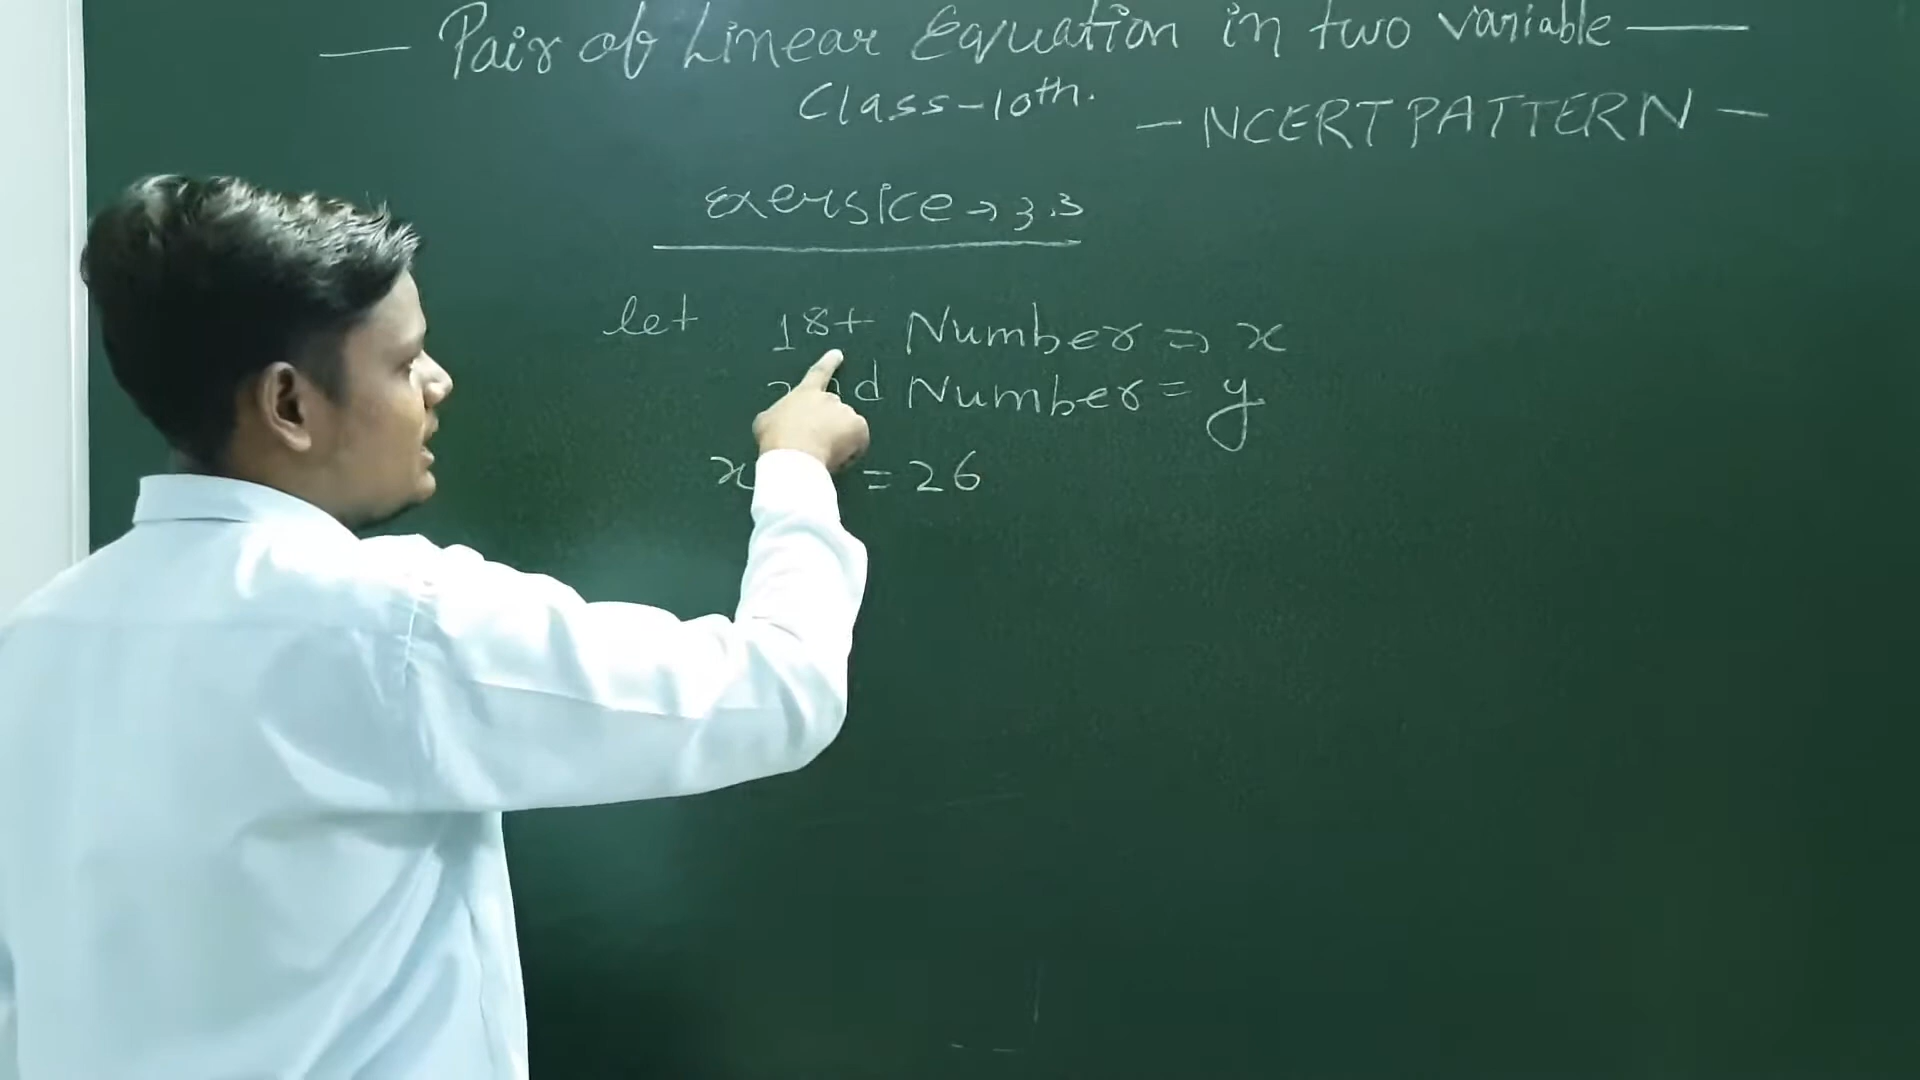 — Pair of Linear Equation in two variable —
Class-10th.
- NCERT PATTERN -
exersice → 3.3
let 1st Number ⇒ x
Number = y
x = 26